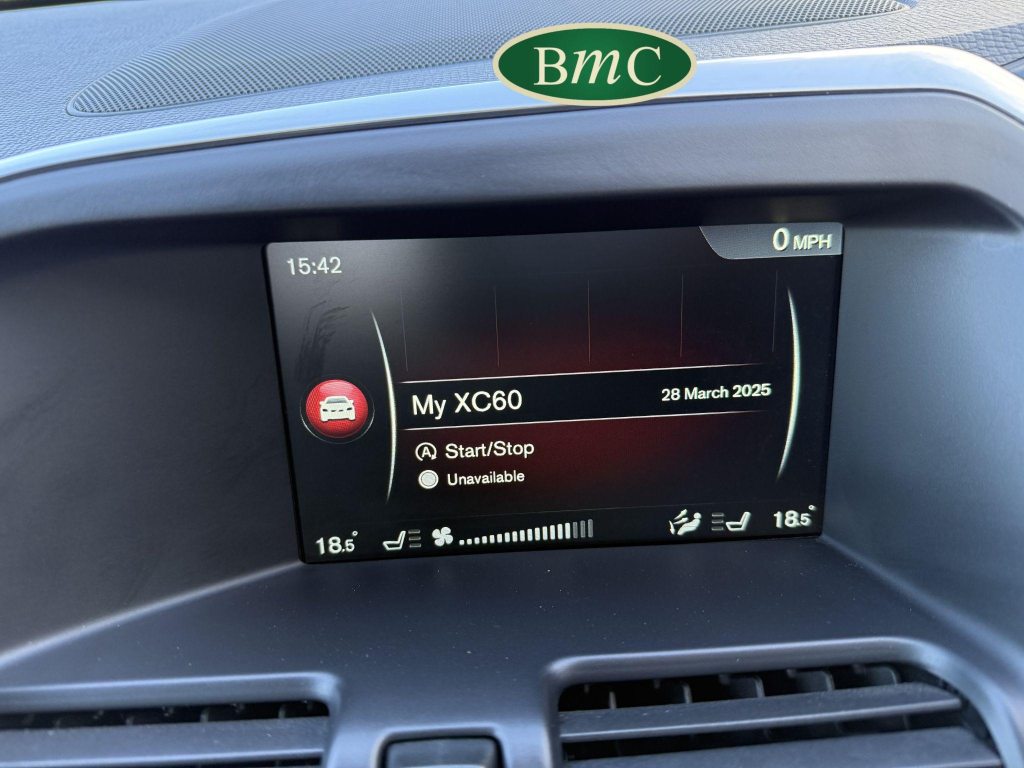 BmC
0 MPH
15:42
My XC60
28 March 2025
A Start/Stop
Unavailable
18.5°
18.5°